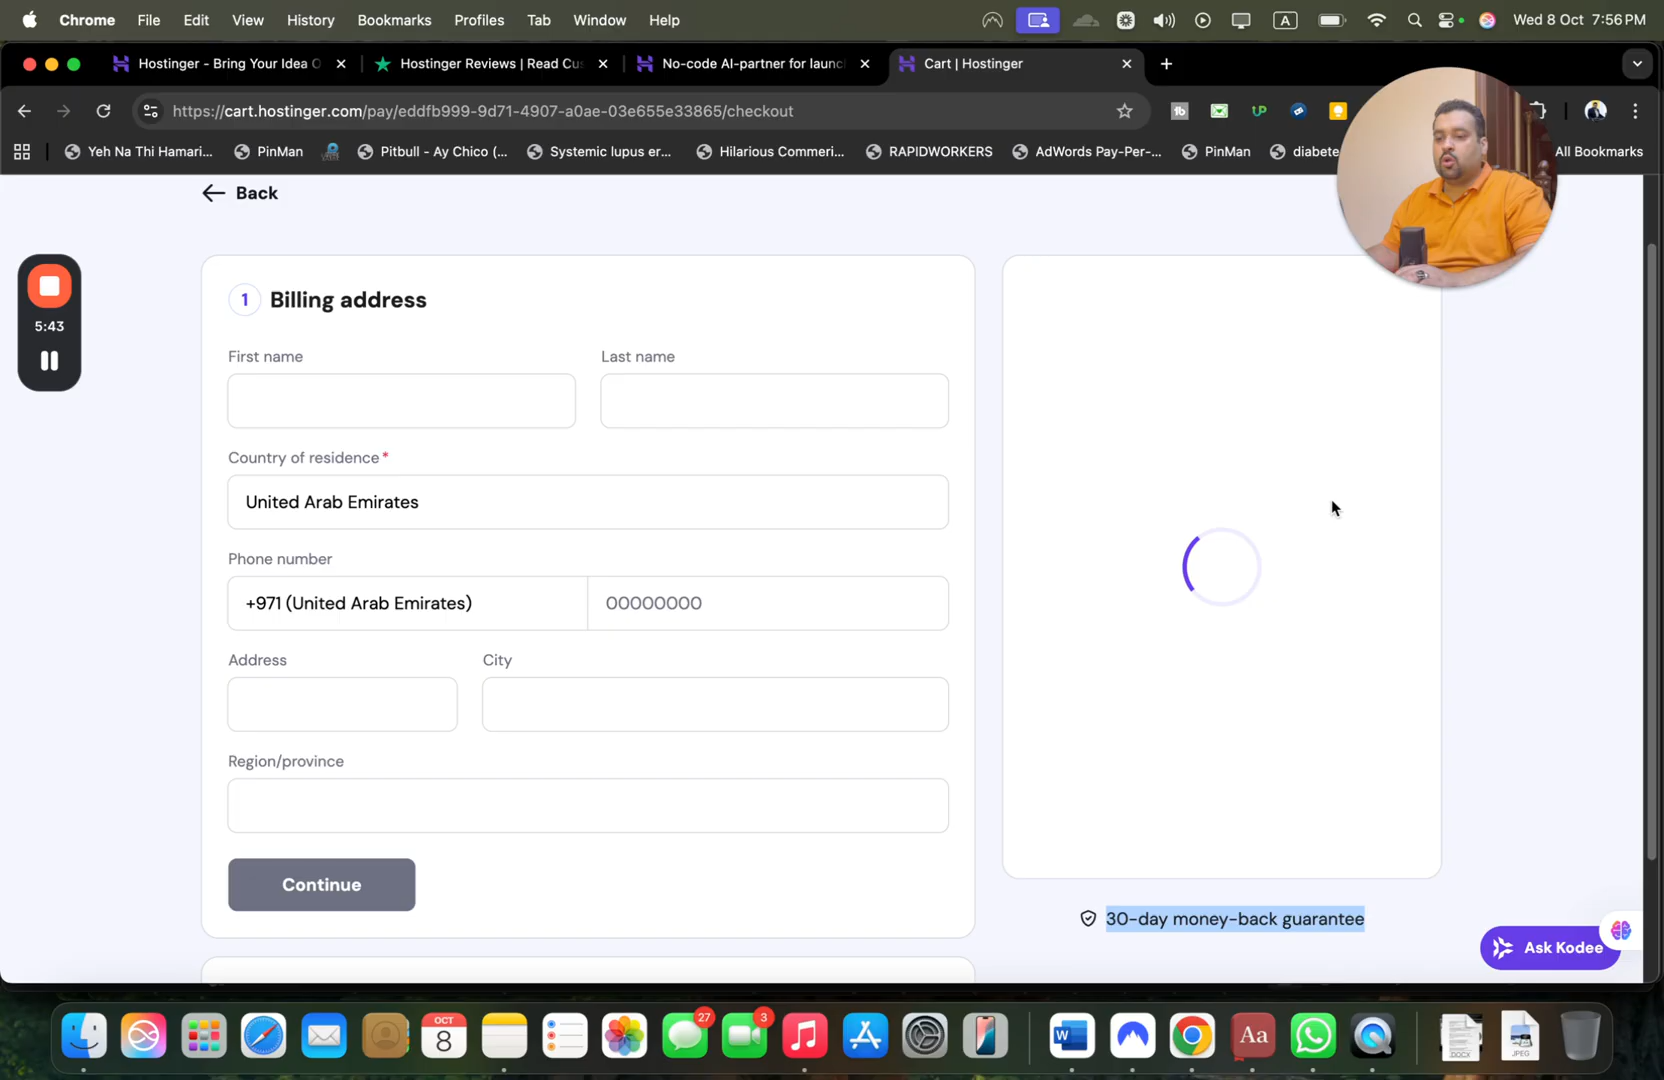 Chrome File Edit View History Bookmarks Profiles Tab Window Help A Wed 8 Oct 7:56 PM
Hostinger - Bring Your Idea O Hostinger Reviews | Read Cus No-code AI-partner for launc Cart | Hostinger
https://cart.hostinger.com/pay/eddfb999-9d71-4907-a0ae-03e655e33865/checkout tb UP
Yeh Na Thi Hamari... PinMan Pitbull - Ay Chico (... Systemic lupus er... Hilarious Commeri... RAPIDWORKERS AdWords Pay-Per-... PinMan diabete All Bookmarks
Back
1 Billing address
5:43
First name Last name
Country of residence*
United Arab Emirates
Phone number
+971 (United Arab Emirates) 00000000
Address City
Region/province
Continue
30-day money-back guarantee
Ask Kodee
OCT
8
27
3
W
Aa
DOCX
JPEG